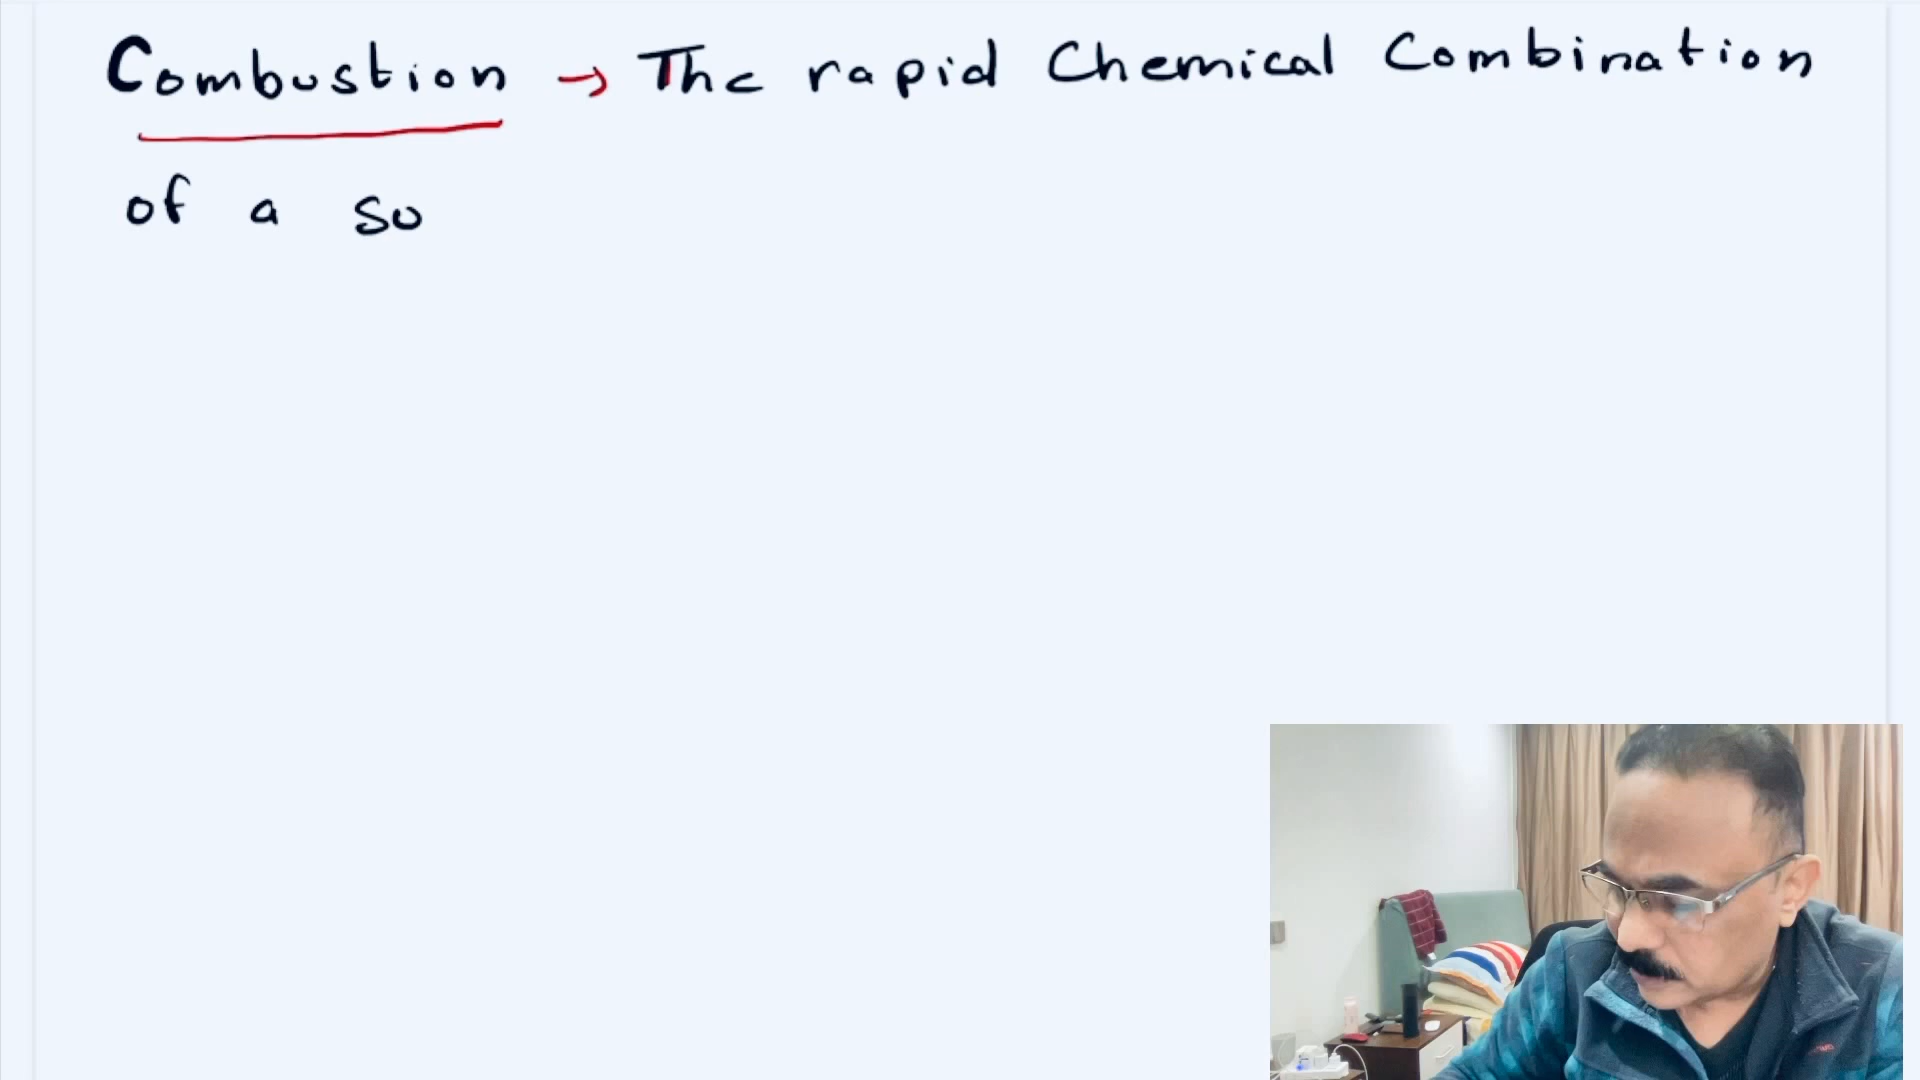 Combustion → The rapid Chemical Combination
of a so